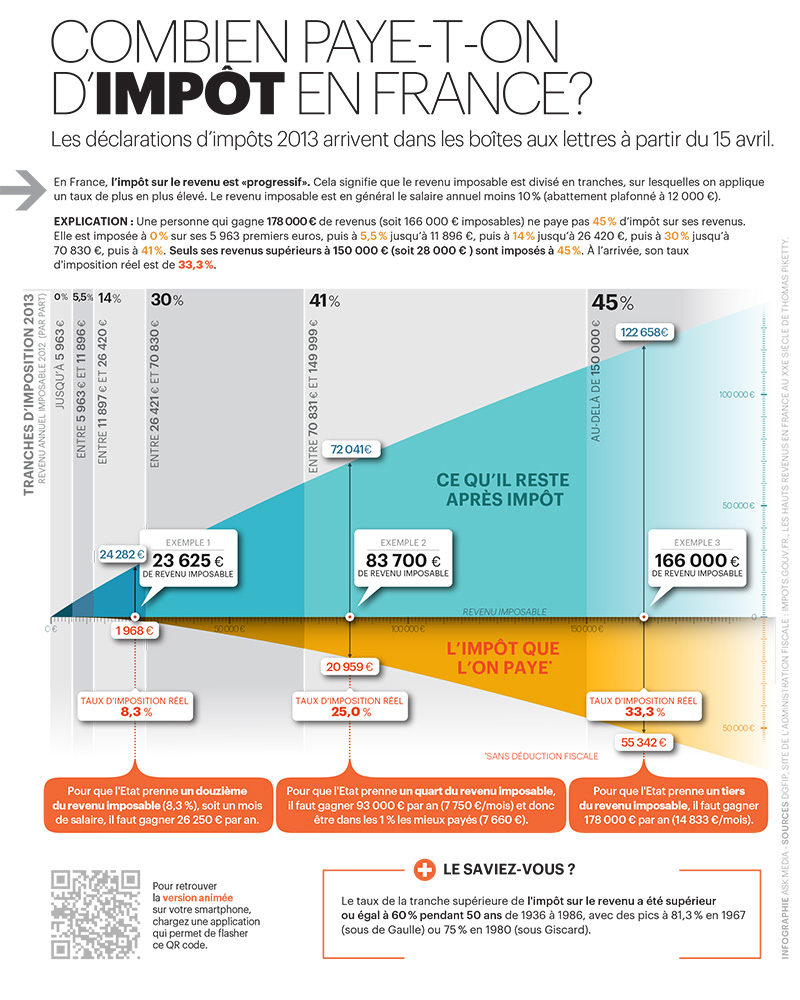 COMBIEN PAYE-T-ON
D'IMPÔT EN FRANCE?
Les déclarations d'impôts 2013 arrivent dans les boîtes aux lettres à partir du 15 avril.
En France, l'impôt sur le revenu est «progressif». Cela signifie que le revenu imposable est divisé en tranches, sur lesquelles on applique
un taux de plus en plus élevé. Le revenu imposable est en général le salaire annuel moins 10 % (abattement plafonné à 12 000 €).
EXPLICATION : Une personne qui gagne 178 000 € de revenus (soit 166 000 € imposables) ne paye pas 45 % d'impôt sur ses revenus.
Elle est imposée à 0 % sur ses 5 963 premiers euros, puis à 5,5 % jusqu'à 11 896 €, puis à 14 % jusqu'à 26 420 €, puis à 30 % jusqu'à
70 830 €, puis à 41 %. Seuls ses revenus supérieurs à 150 000 € (soit 28 000 € ) sont imposés à 45 %. À l'arrivée, son taux
d'imposition réel est de 33,3 %.
TRANCHES D'IMPOSITION 2013
REVENU ANNUEL IMPOSABLE 2012 (PAR PART)
0%
JUSQU'À 5 963 €
5,5%
ENTRE 5 963 € ET 11 896 €
14%
ENTRE 11 897 € ET 26 420 €
30%
ENTRE 26 421 € ET 70 830 €
41%
ENTRE 70 831 € ET 149 999 €
45%
AU-DELÀ DE 150 000 €
122 658€
100 000 €
72 041€
CE QU'IL RESTE
APRÈS IMPÔT
50 000 €
24 282 €
EXEMPLE 1
23 625 €
DE REVENU IMPOSABLE
EXEMPLE 2
83 700 €
DE REVENU IMPOSABLE
EXEMPLE 3
166 000 €
DE REVENU IMPOSABLE
REVENU IMPOSABLE
0 €
50 000 €
100 000 €
150 000 €
0
1 968 €
20 959 €
L'IMPÔT QUE
L'ON PAYE*
TAUX D'IMPOSITION RÉEL
8,3 %
TAUX D'IMPOSITION RÉEL
25,0 %
TAUX D'IMPOSITION RÉEL
33,3 %
50 000 €
55 342 €
*SANS DÉDUCTION FISCALE
Pour que l'Etat prenne un douzième
du revenu imposable (8,3 %), soit un mois
de salaire, il faut gagner 26 250 € par an.
Pour que l'Etat prenne un quart du revenu imposable,
il faut gagner 93 000 € par an (7 750 €/mois) et donc
être dans les 1 % les mieux payés (7 660 €).
Pour que l'Etat prenne un tiers
du revenu imposable, il faut gagner
178 000 € par an (14 833 €/mois).
Pour retrouver
la version animée
sur votre smartphone,
chargez une application
qui permet de flasher
ce QR code.
LE SAVIEZ-VOUS ?
Le taux de la tranche supérieure de l'impôt sur le revenu a été supérieur
ou égal à 60 % pendant 50 ans de 1936 à 1986, avec des pics à 81,3 % en 1967
(sous de Gaulle) ou 75 % en 1980 (sous Giscard).
INFOGRAPHIE ASK MEDIA - SOURCES DGFIP, SITE DE L'ADMINISTRATION FISCALE : IMPOTS.GOUV.FR., LES HAUTS REVENUS EN FRANCE AU XXE SIÈCLE DE THOMAS PIKETTY.